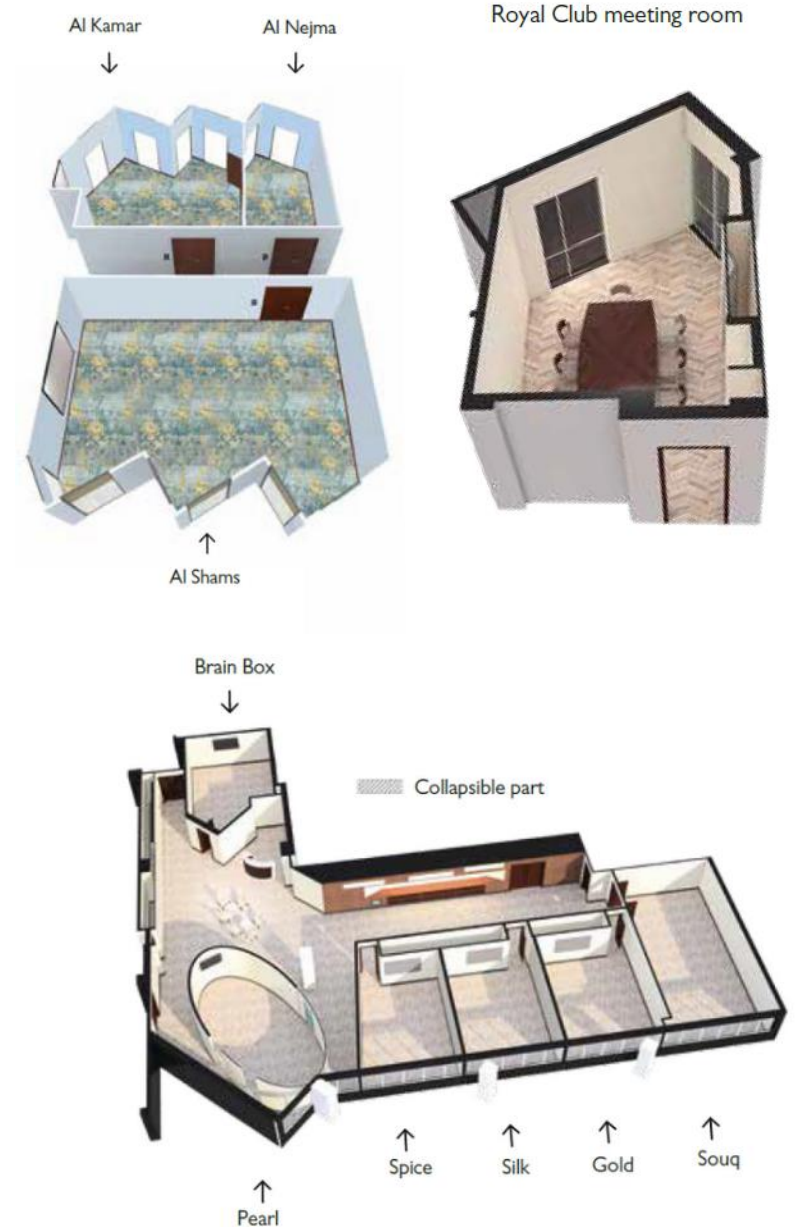 Al Kamar
Al Nejma
Royal Club meeting room
Al Shams
Brain Box
Collapsible part
Spice
Silk
Gold
Souq
Pearl